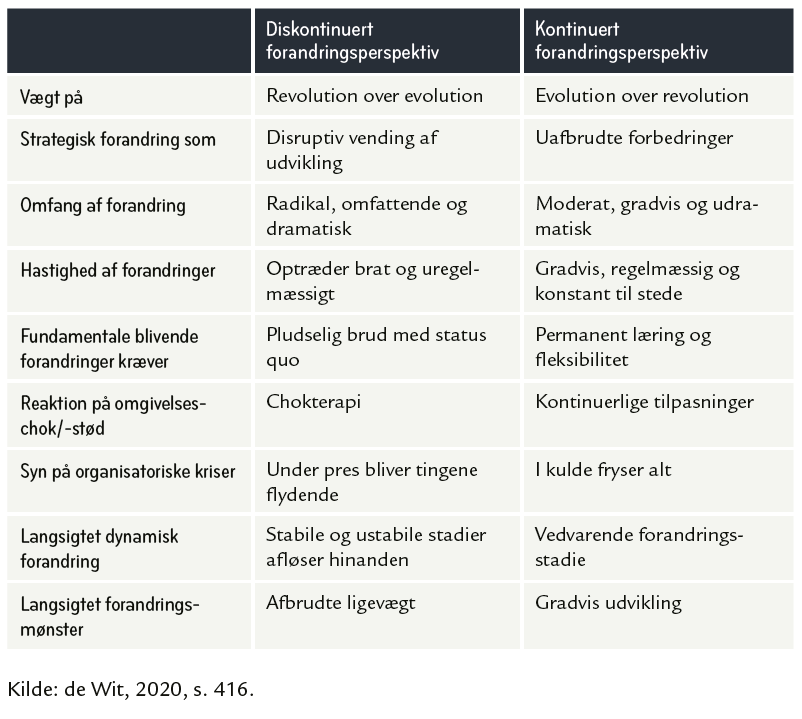 Diskontinuert
forandringsperspektiv
Kontinuert
forandringsperspektiv
Vægt på
Revolution over evolution
Evolution over revolution
Strategisk forandring som
Disruptiv vending af
udvikling
Uafbrudte forbedringer
Omfang af forandring
Radikal, omfattende og
dramatisk
Moderat, gradvis og udra-
matisk
Hastighed af forandringer
Optræder brat og uregel-
mæssigt
Gradvis, regelmæssig og
konstant til stede
Fundamentale blivende
forandringer kræver
Pludselig brud med status
quo
Permanent læring og
fleksibilitet
Reaktion på omgivelses-
chok/-stød
Chokterapi
Kontinuerlige tilpasninger
Syn på organisatoriske kriser
Under pres bliver tingene
flydende
I kulde fryser alt
Langsigtet dynamisk
forandring
Stabile og ustabile stadier
afløser hinanden
Vedvarende forandrings-
stadie
Langsigtet forandrings-
mønster
Afbrudte ligevægt
Gradvis udvikling
Kilde: de Wit, 2020, s. 416.